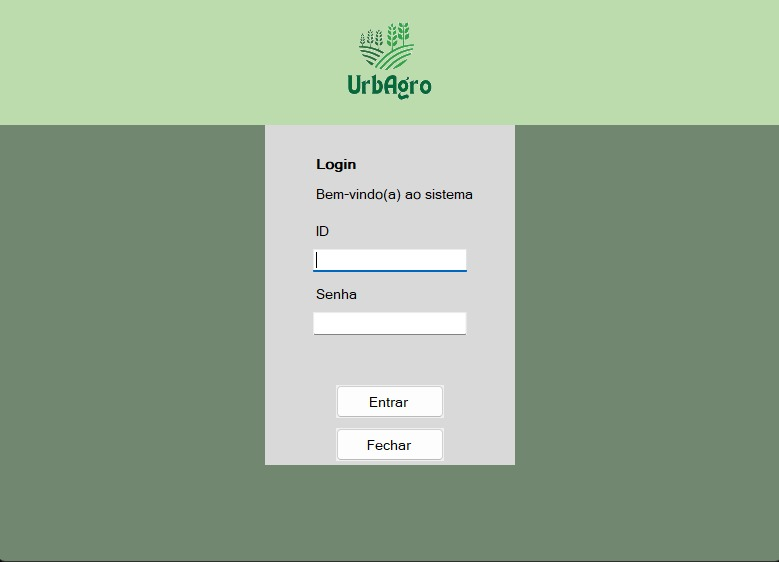 UrbAgro
Login
Bem-vindo(a) ao sistema
ID
Senha
Entrar
Fechar